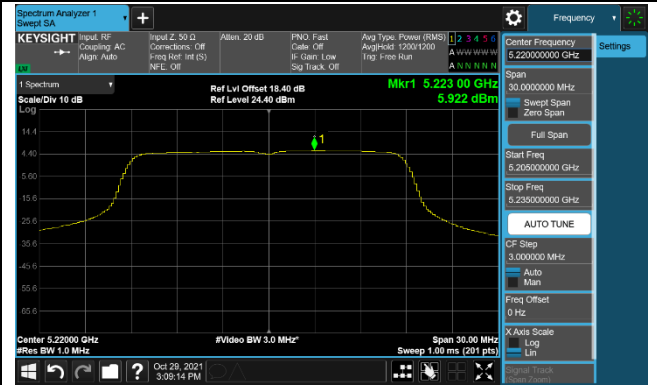 Spectrum Analyzer 1
Swept SA
Frequency
KEYSIGHT
Input: RF
Coupling: AC
Align: Auto
Input Z: 50 Ω
Corrections: Off
Freq Ref: Int (S)
NFE: Off
Atten: 20 dB
PNO: Fast
Gate: Off
IF Gain: Low
Sig Track: Off
Avg Type: Power (RMS)
Avg|Hold: 1200/1200
Trig: Free Run
1 2 3 4 5 6
A W W W W W
A N N N N N
LXI
1 Spectrum
Scale/Div 10 dB
Log
Ref Lvl Offset 18.40 dB
Ref Level 24.40 dBm
Mkr1 5.223 00 GHz
5.922 dBm
1
14.4
4.40
-5.60
-15.6
-25.6
-35.6
-45.6
-55.6
-65.6
Center 5.22000 GHz
#Res BW 1.0 MHz
#Video BW 3.0 MHz*
Span 30.00 MHz
Sweep 1.00 ms (201 pts)
Oct 29, 2021
3:09:14 PM
Center Frequency
5.220000000 GHz
Span
30.0000000 MHz
Swept Span
Zero Span
Full Span
Start Freq
5.205000000 GHz
Stop Freq
5.235000000 GHz
AUTO TUNE
CF Step
3.000000 MHz
Auto
Man
Freq Offset
0 Hz
X Axis Scale
Log
Lin
Signal Track
(Span Zoom)
Settings